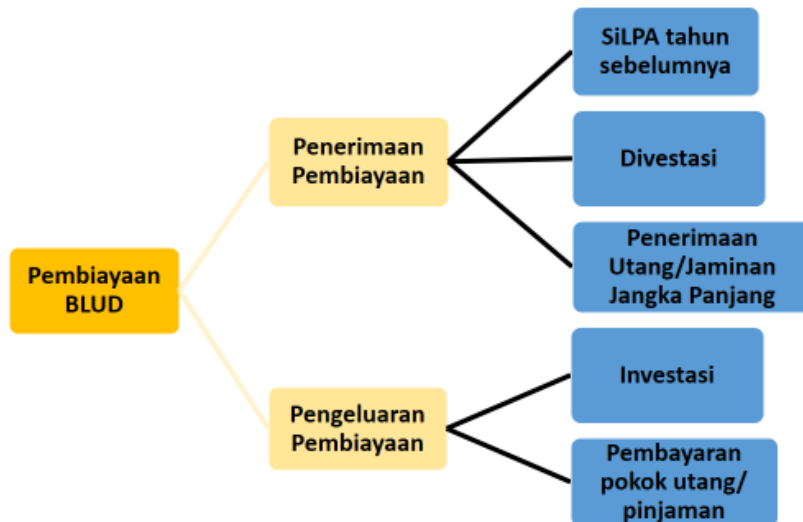 Pembiayaan
BLUD
Penerimaan
Pembiayaan
SiLPA tahun
sebelumnya
Divestasi
Penerimaan
Utang/Jaminan
Jangka Panjang
Pengeluaran
Pembiayaan
Investasi
Pembayaran
pokok utang/
pinjaman